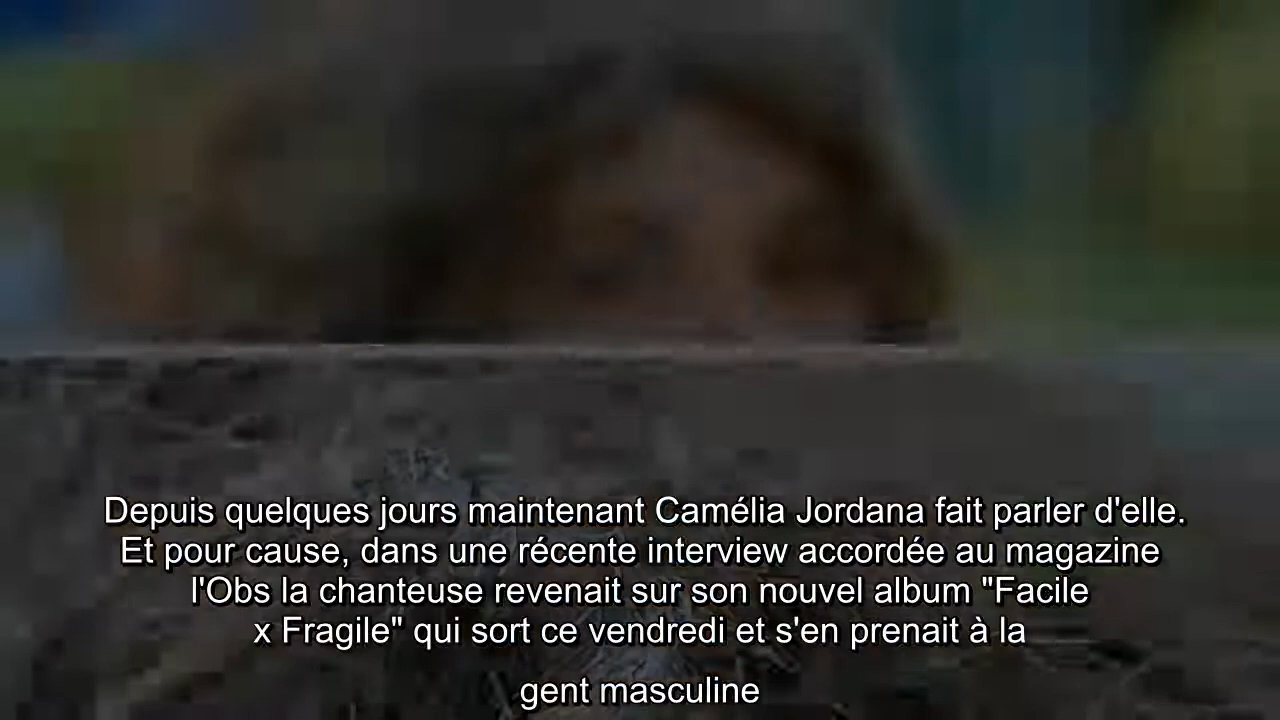 Depuis quelques jours maintenant Camélia Jordana fait parler d'elle.
Et pour cause, dans une récente interview accordée au magazine
l'Obs la chanteuse revenait sur son nouvel album "Facile
x Fragile" qui sort ce vendredi et s'en prenait à la
gent masculine